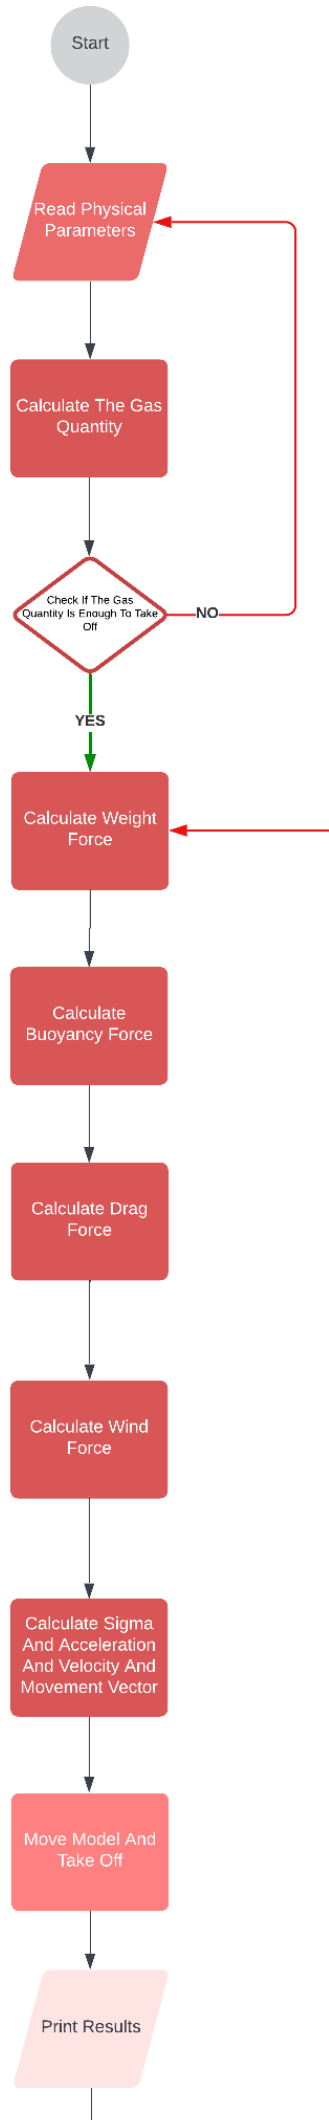 Start
Read Physical
Parameters
Calculate The Gas
Quantity
Check If The Gas
Quantity Is Enough To Take
Off
NO
YES
Calculate Weight
Force
Calculate
Buoyancy Force
Calculate Drag
Force
Calculate Wind
Force
Calculate Sigma
And Acceleration
And Velocity And
Movement Vector
Move Model And
Take Off
Print Results